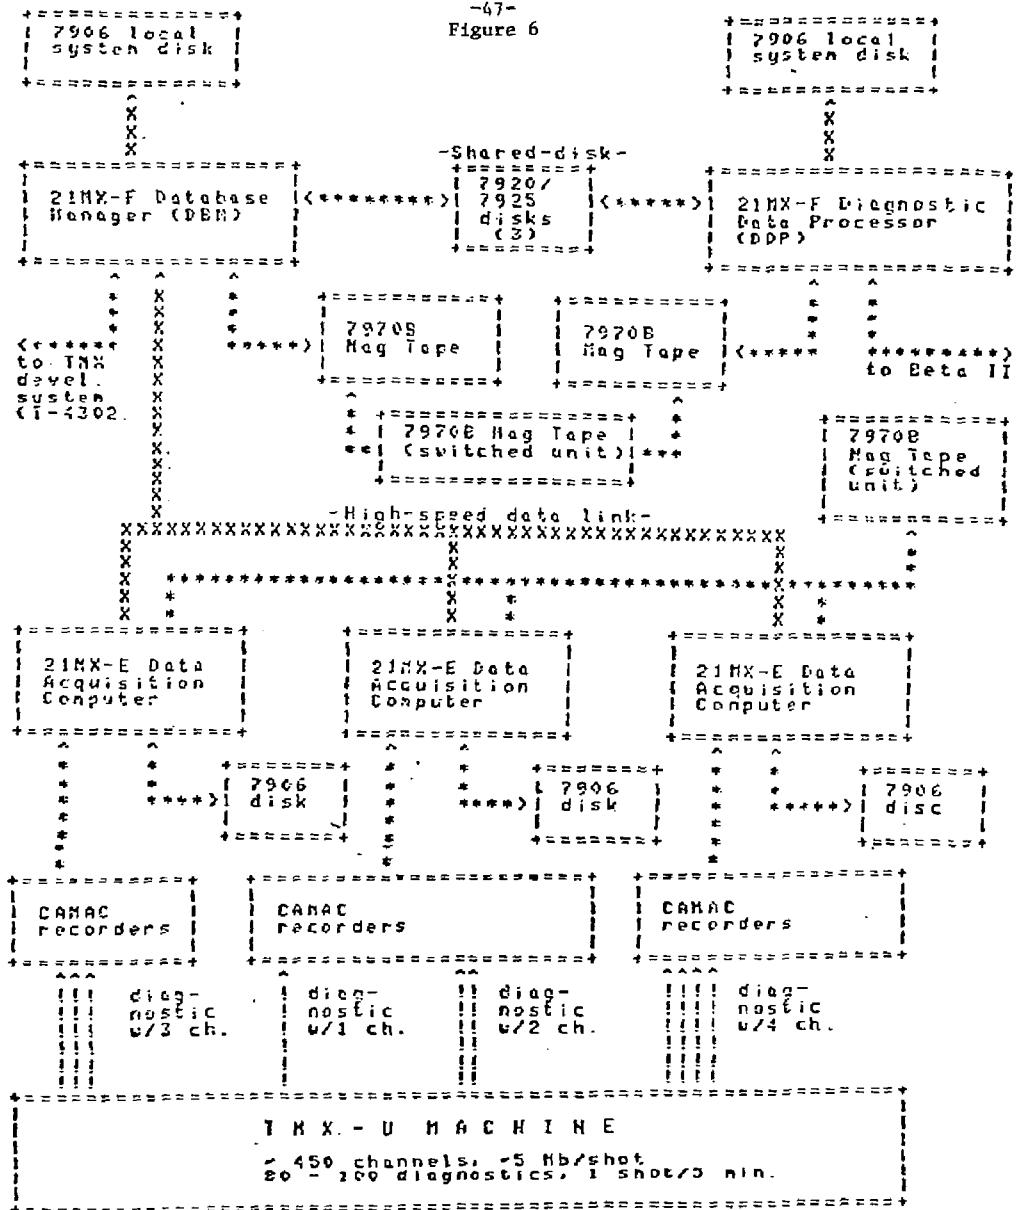 -47-
Figure 6
7906 local
system disk
7906 local
system disk
-Shared-disk-
21MX-F Database
Manager (DBM)
7920/
7925
disks
(3)
21MX-F Diagnostic
Data Processor
(DDP)
to TMX
devel.
system
7970B
Mag Tape
7970B
Mag Tape
to Beta II
7970B Mag Tape
(switched unit)
7970B
Mag Tape
(switched
unit)
-High-speed data link-
21MX-E Data
Acquisition
Computer
21MX-E Data
Acquisition
Computer
21MX-E Data
Acquisition
Computer
7906
disk
7906
disk
7906
disc
CAMAC
recorders
CAMAC
recorders
CAMAC
recorders
diag-
nostic
w/3 ch.
diag-
nostic
w/1 ch.
diag-
nostic
w/2 ch.
diag-
nostic
w/4 ch.
T M X - U M A C H I N E
~ 450 channels, ~5 Mb/shot
80 - 100 diagnostics, 1 shot/5 min.